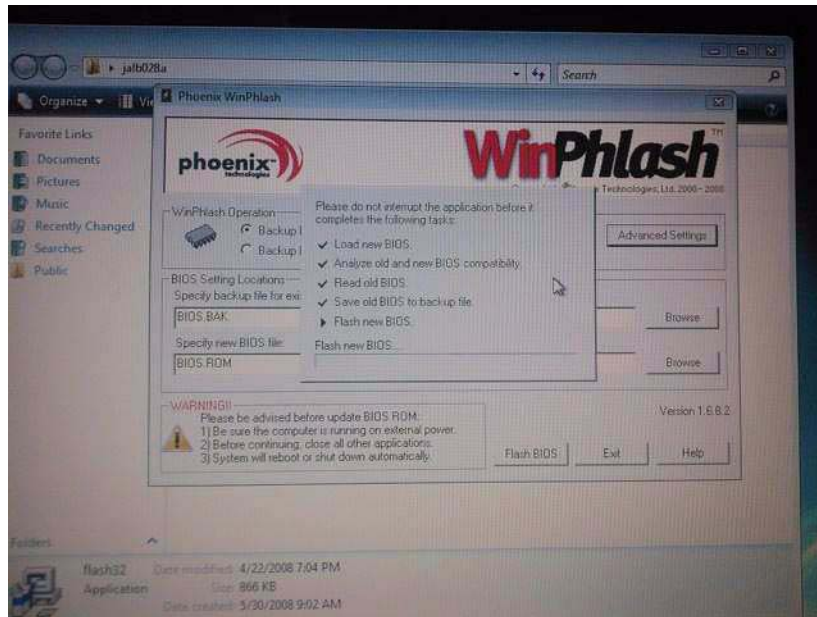 jalb028a
Search
Organize
Phoenix WinPhlash
Favorite Links
Documents
Pictures
Music
Recently Changed
Searches
Public
phoenix
technologies
WinPhlash™
Technologies, Ltd. 2000-2008
WinPhlash Operation
Backup
Backup
Advanced Settings
Please do not interrupt the application before it
completes the following tasks:
Load new BIOS.
Analyze old and new BIOS compatibility.
Read old BIOS.
Save old BIOS to backup file.
Flash new BIOS.
Flash new BIOS...
BIOS Setting Locations
Specify backup file for exi
BIOS.BAK
Browse
Specify new BIOS file:
BIOS.ROM
Browse
WARNING!!
Please be advised before update BIOS ROM:
1) Be sure the computer is running on external power.
2) Before continuing, close all other applications.
3) System will reboot or shut down automatically.
Version 1.6.8.2
Flash BIOS
Exit
Help
Folders
flash32
Application
Date modified: 4/22/2008 7:04 PM
Size: 866 KB
Date created: 5/30/2008 9:02 AM